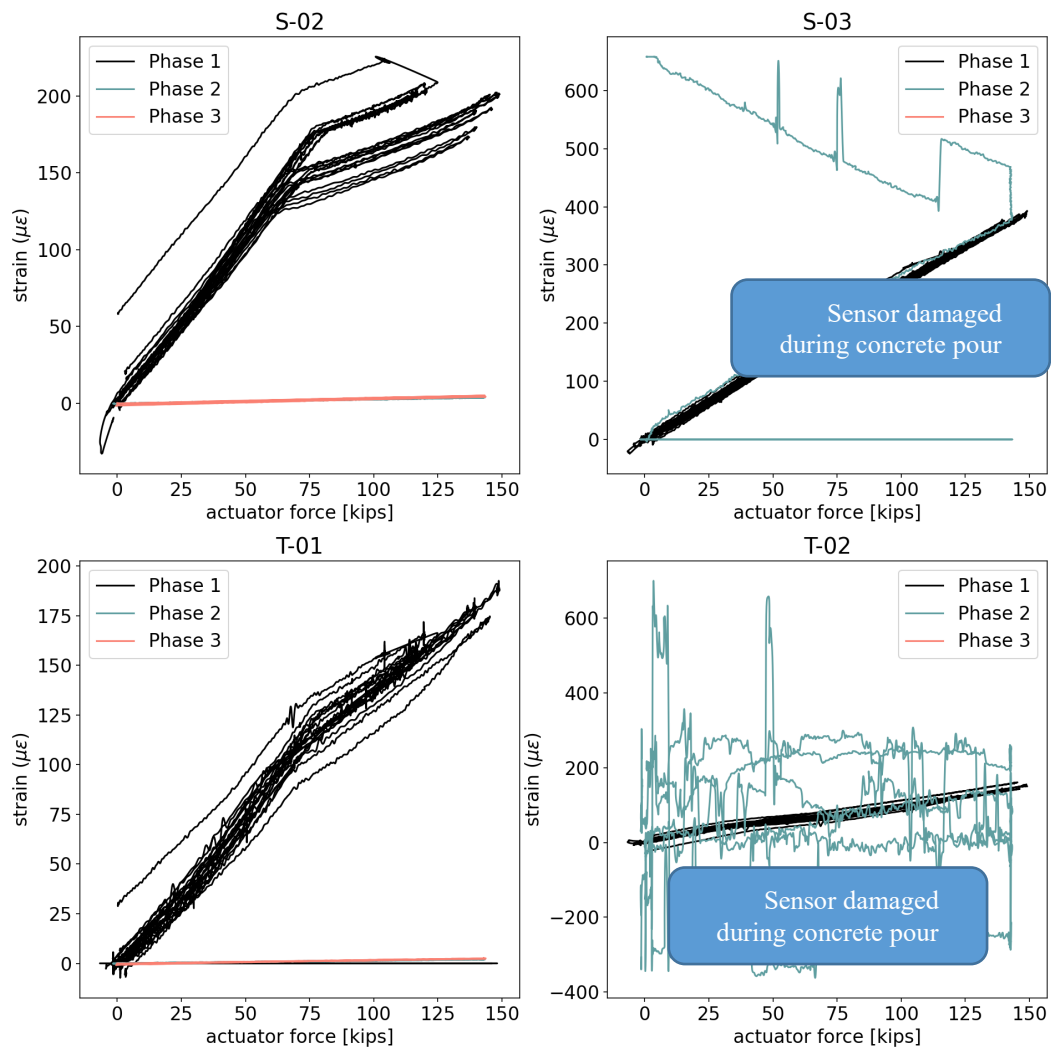 S-02
Phase 1
Phase 2
Phase 3
200
150
100
50
0
strain (με)
0 25 50 75 100 125 150
actuator force [kips]
S-03
Phase 1
Phase 2
Phase 3
600
500
400
300
200
100
0
strain (με)
Sensor damaged
during concrete pour
0 25 50 75 100 125 150
actuator force [kips]
T-01
Phase 1
Phase 2
Phase 3
200
175
150
125
100
75
50
25
0
strain (με)
0 25 50 75 100 125 150
actuator force [kips]
T-02
Phase 1
Phase 2
Phase 3
600
400
200
0
−200
−400
strain (με)
Sensor damaged
during concrete pour
0 25 50 75 100 125 150
actuator force [kips]